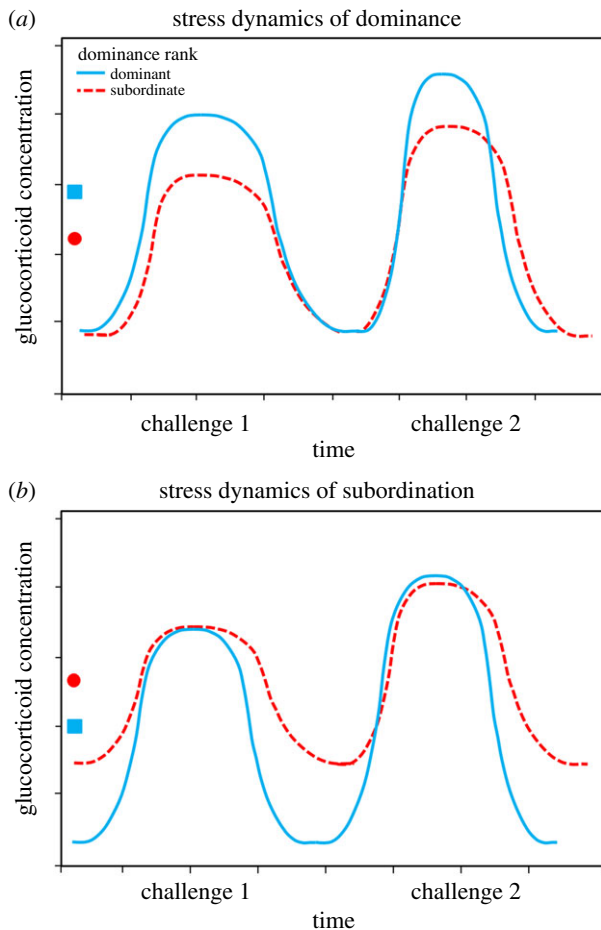 (a) stress dynamics of dominance
dominance rank
dominant
subordinate
glucocorticoid concentration
challenge 1 challenge 2
time
(b) stress dynamics of subordination
glucocorticoid concentration
challenge 1 challenge 2
time